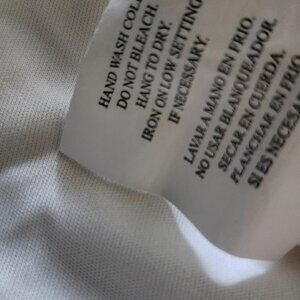 HAND WASH COLD
DO NOT BLEACH.
HANG TO DRY.
IRON ON LOW SETTING
IF NECESSARY.
LAVAR A MANO EN FRIO.
NO USAR BLANQUEADOR.
SECAR EN CUERDA.
PLANCHAR EN FRIO
SI ES NECESA